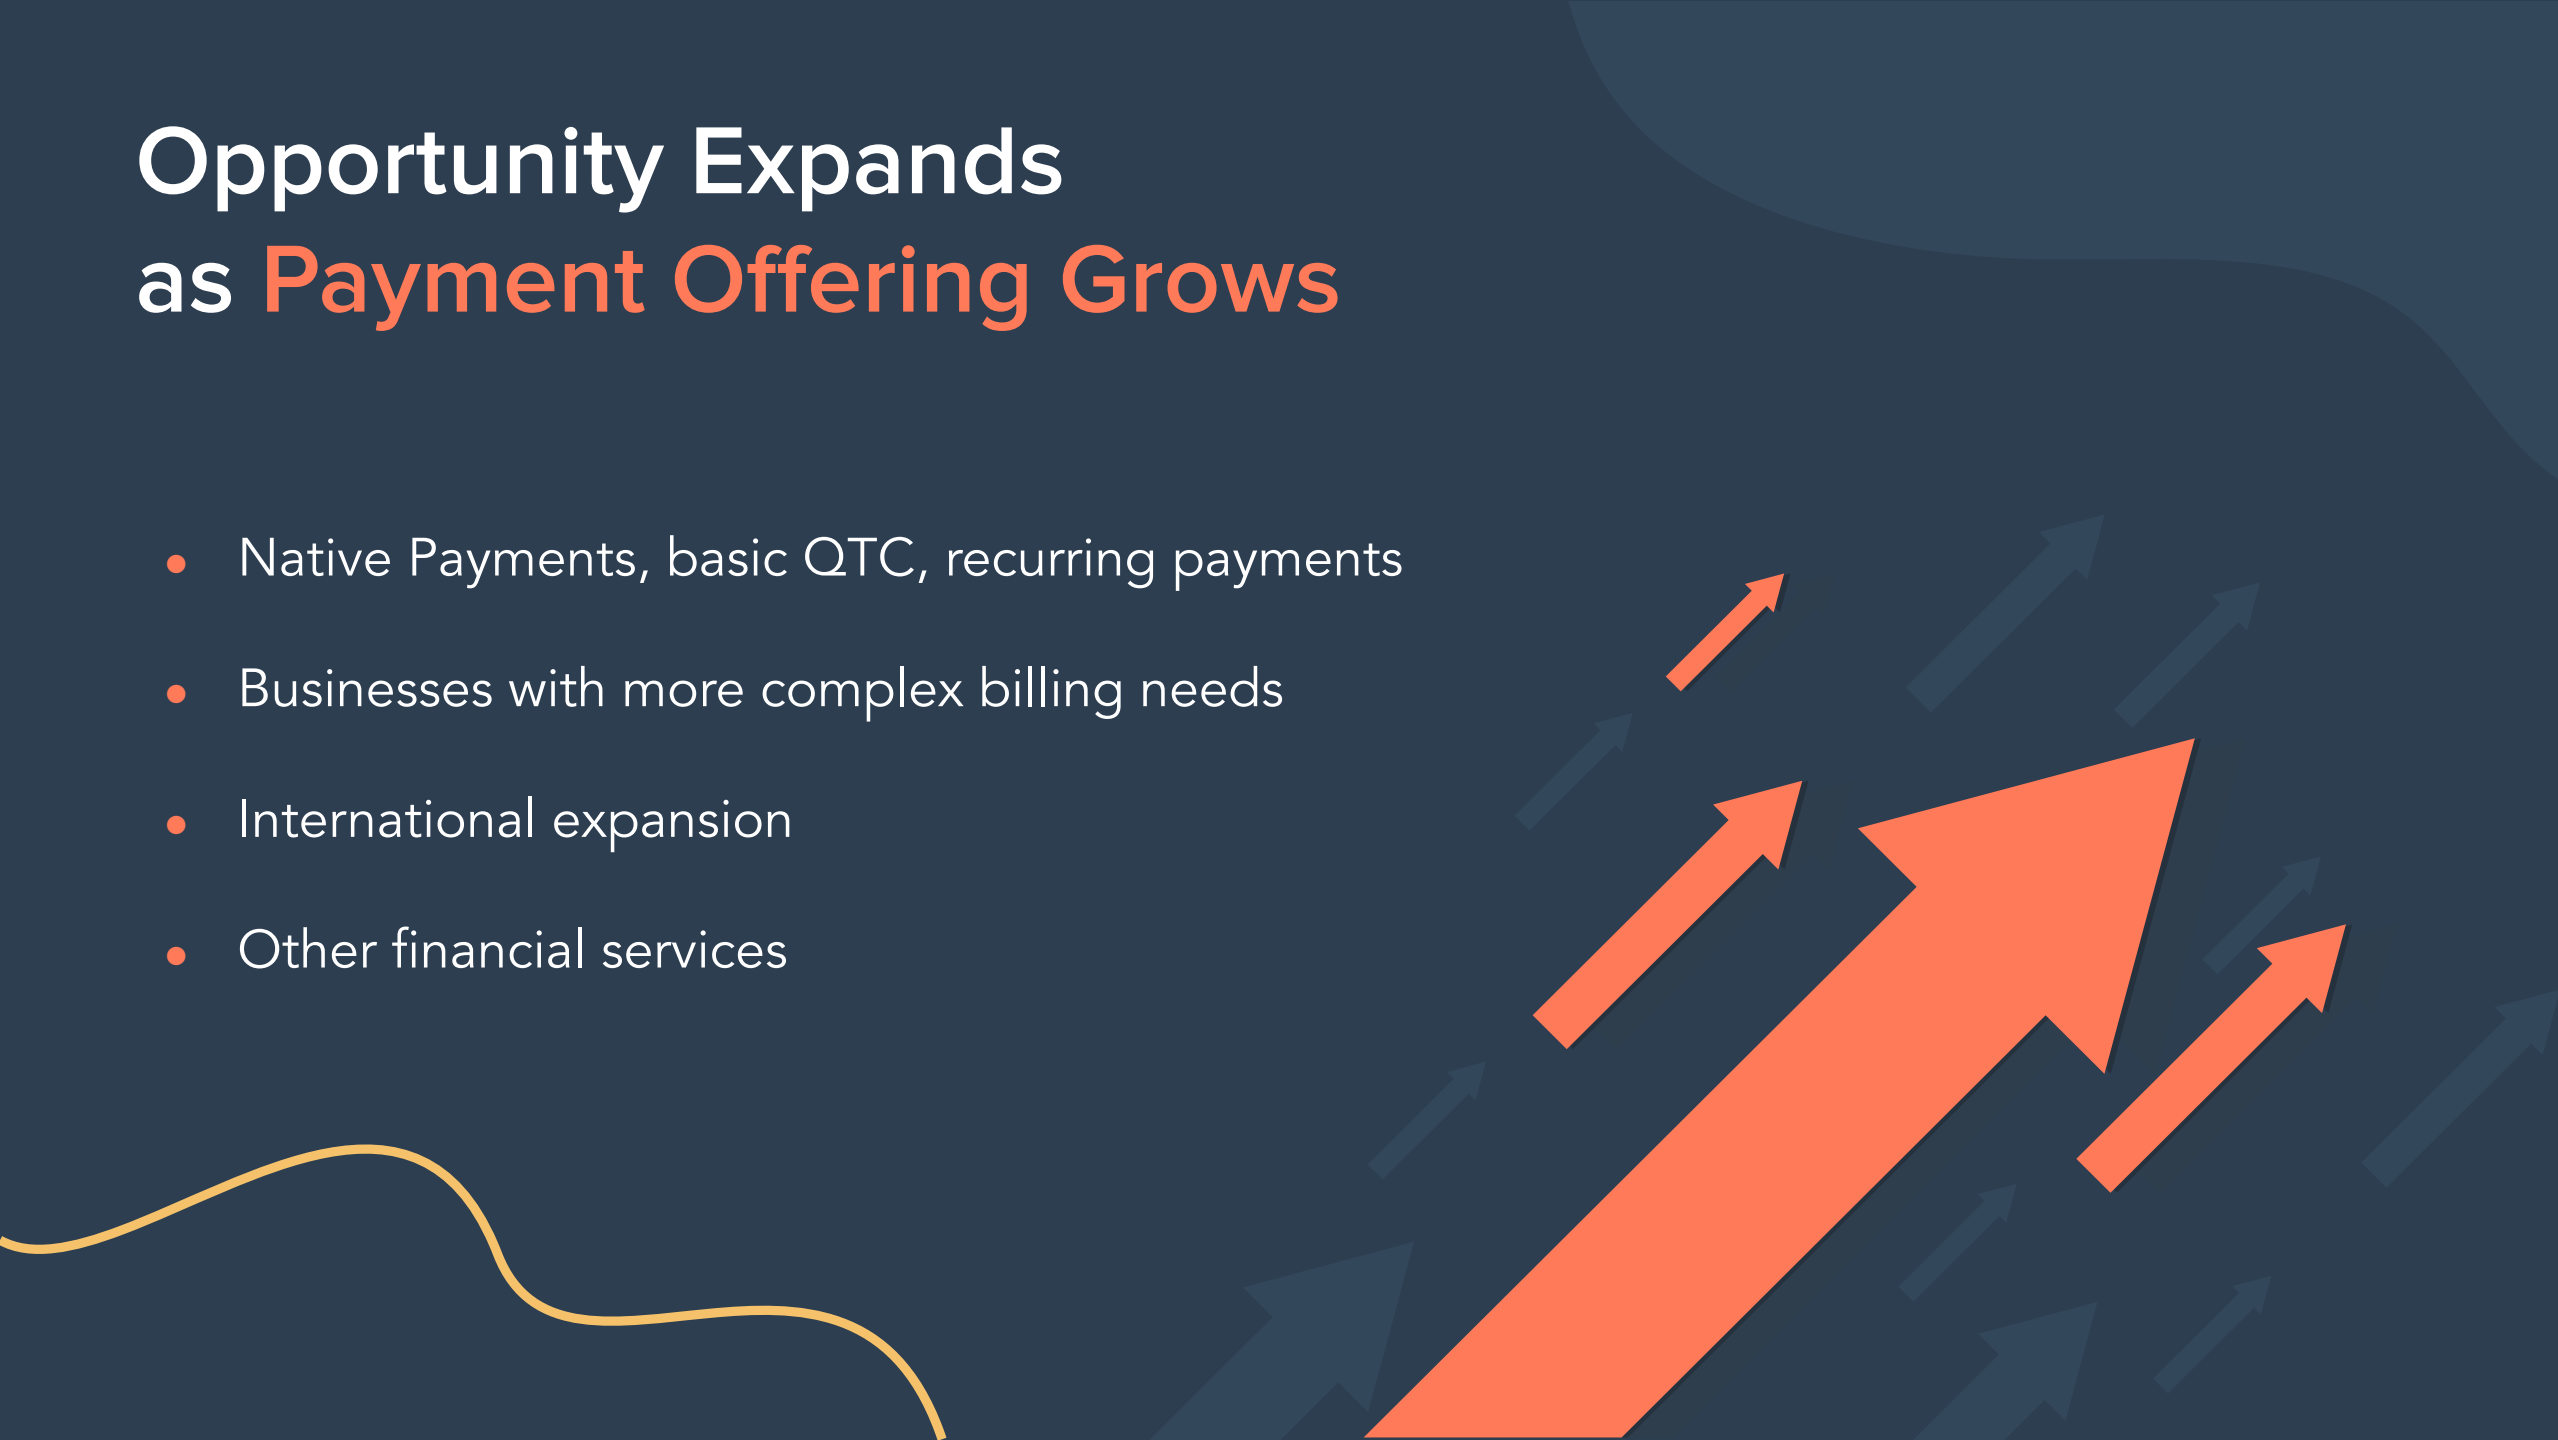 Opportunity Expands
as Payment Offering Grows
• Native Payments, basic QTC, recurring payments
• Businesses with more complex billing needs
• International expansion
• Other financial services